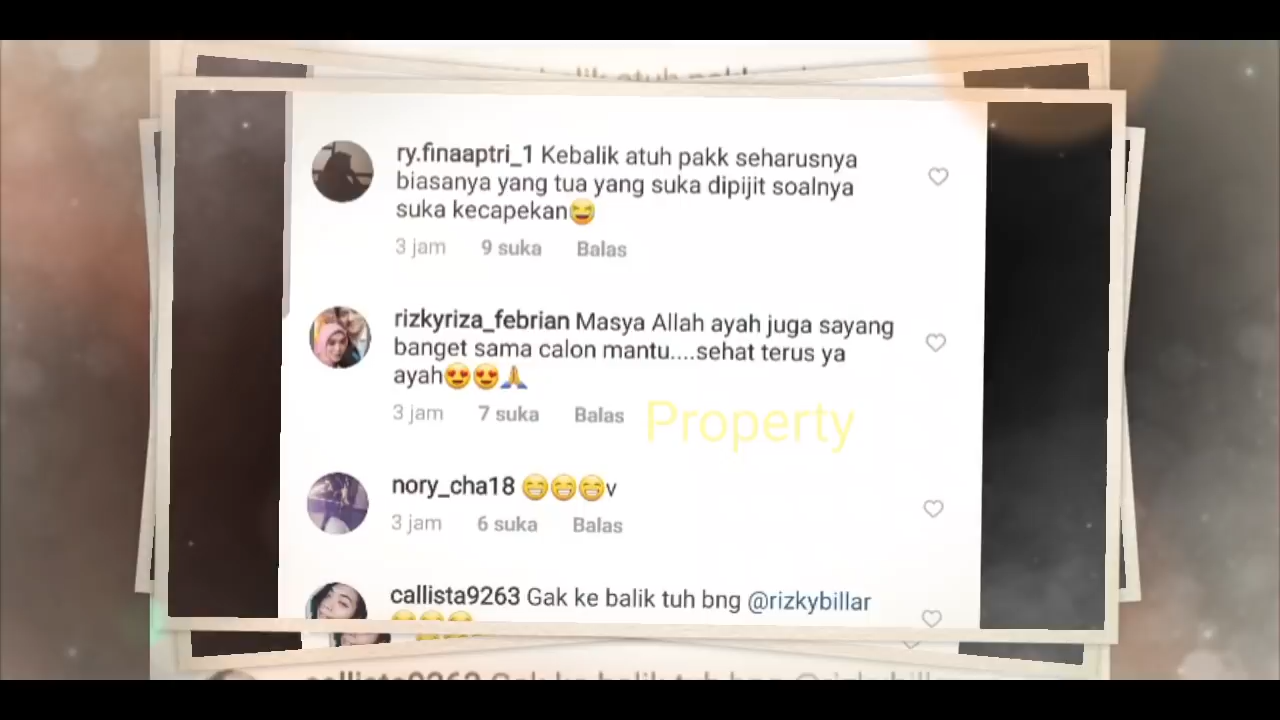 ry.finaaptri_1 Kebalik atuh pakk seharusnya
biasanya yang tua yang suka dipijit soalnya
suka kecapekan😆
3 jam 9 suka Balas
rizkyriza_febrian Masya Allah ayah juga sayang
banget sama calon mantu....sehat terus ya
ayah😍😍🙏
3 jam 7 suka Balas
Property
nory_cha18 😁😁😁v
3 jam 6 suka Balas
callista9263 Gak ke balik tuh bng @rizkybillar